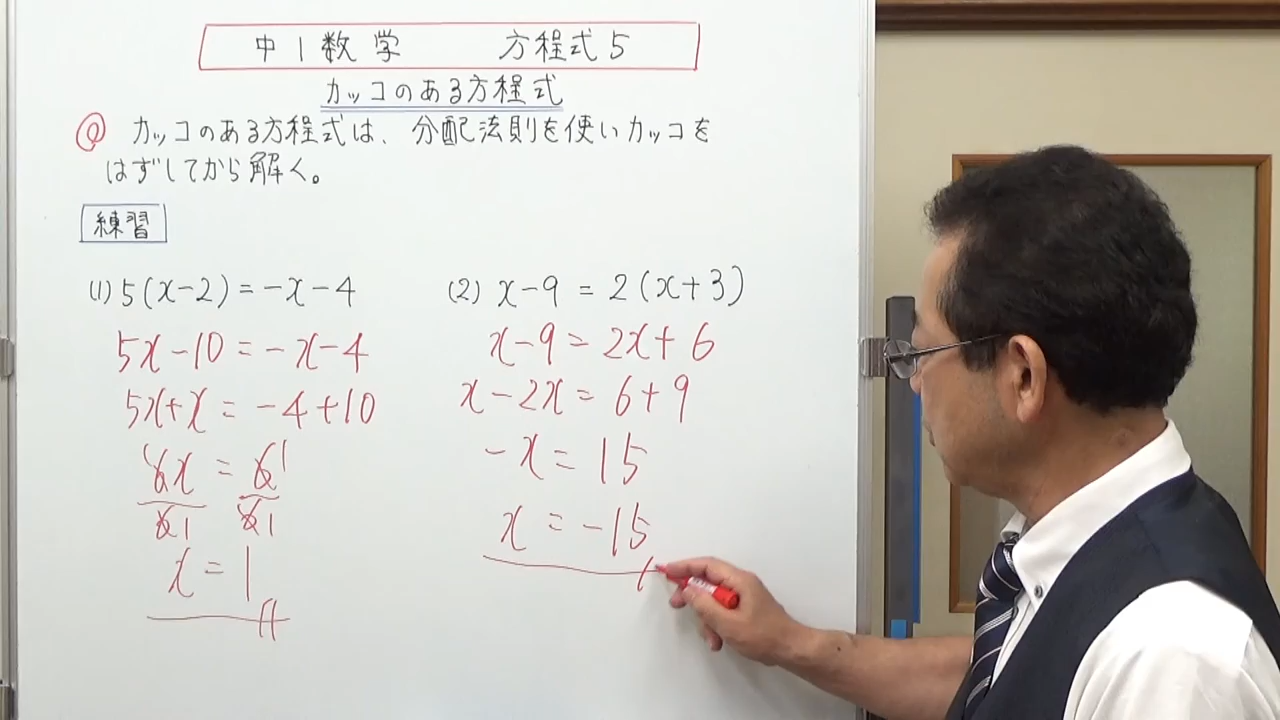 中1数学 方程式5
カッコのある方程式
◎ カッコのある方程式は、分配法則を使いカッコを
はずしてから解く。
練習
(1) 5(x-2)=-x-4
5x-10=-x-4
5x+x=-4+10
6x/6=6/6
x=1
(2) x-9=2(x+3)
x-9=2x+6
x-2x=6+9
-x=15
x=-15